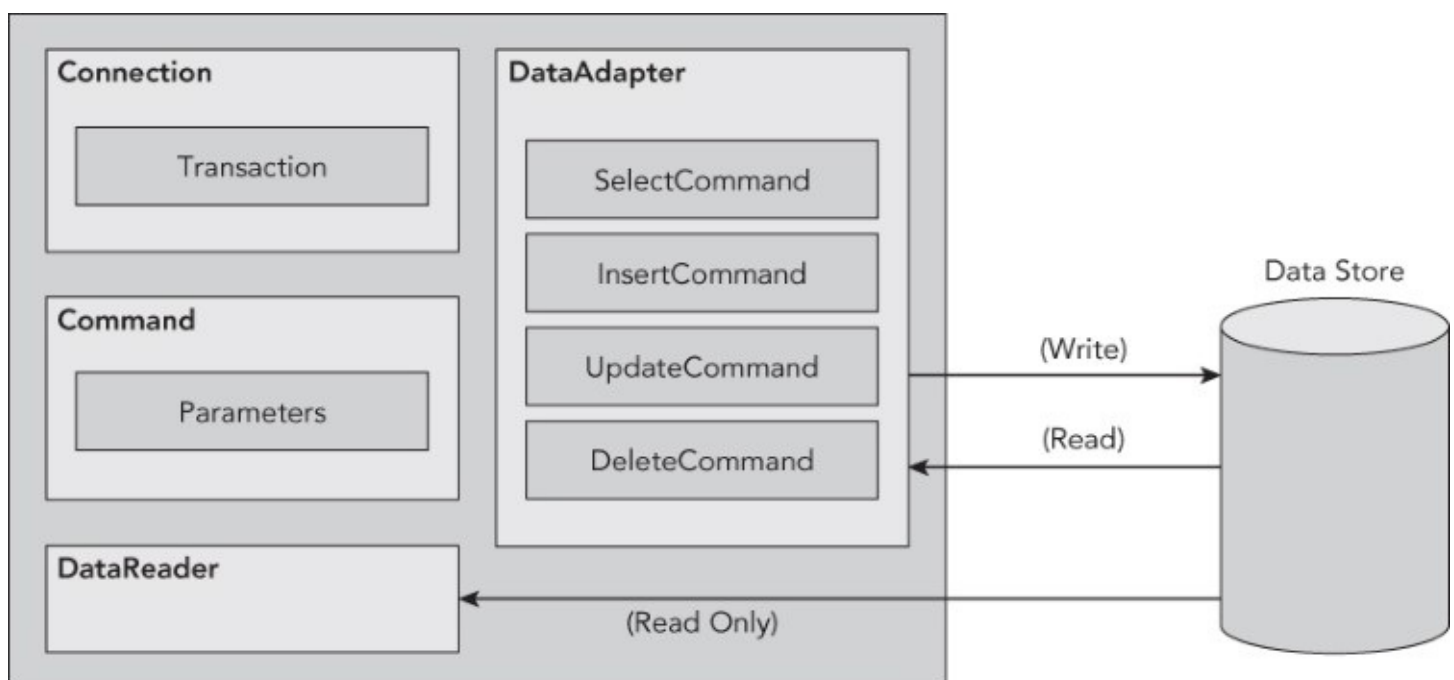 Connection
Transaction
Command
Parameters
DataReader
DataAdapter
SelectCommand
InsertCommand
UpdateCommand
DeleteCommand
(Write)
(Read)
(Read Only)
Data Store